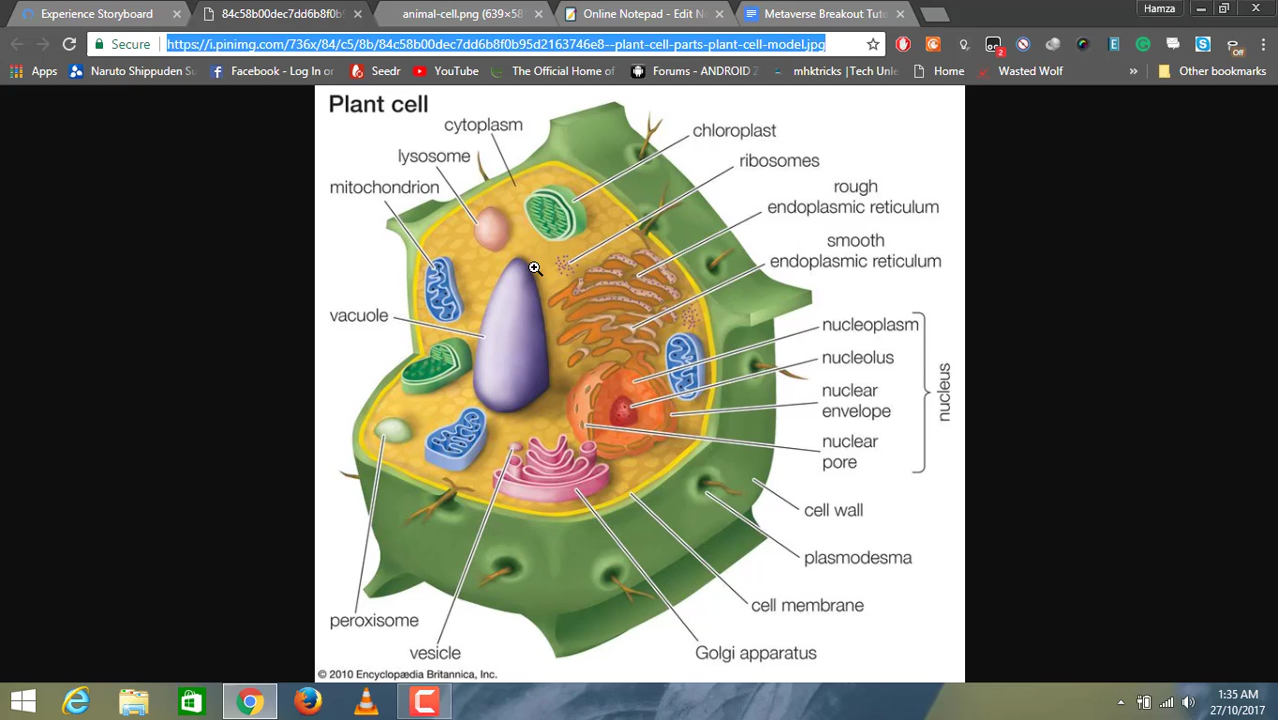 Experience Storyboard
84c58b00dec7dd6b8f0b
animal-cell.png (639×58
Online Notepad - Edit N
Metaverse Breakout Tuto
Hamza
Secure
https://i.pinimg.com/736x/84/c5/8b/84c58b00dec7dd6b8f0b95d2163746e8--plant-cell-parts-plant-cell-model.jpg
2
Off
Apps
Naruto Shippuden Su
Facebook - Log In or
Seedr
YouTube
The Official Home of
Forums - ANDROID Z
mhktricks | Tech Unle
Home
Wasted Wolf
»
Other bookmarks
Plant cell
cytoplasm
chloroplast
lysosome
ribosomes
mitochondrion
rough
endoplasmic reticulum
smooth
endoplasmic reticulum
vacuole
nucleoplasm
nucleolus
nuclear
envelope
nuclear
pore
nucleus
cell wall
plasmodesma
cell membrane
peroxisome
vesicle
Golgi apparatus
© 2010 Encyclopædia Britannica, Inc.
1:35 AM
27/10/2017